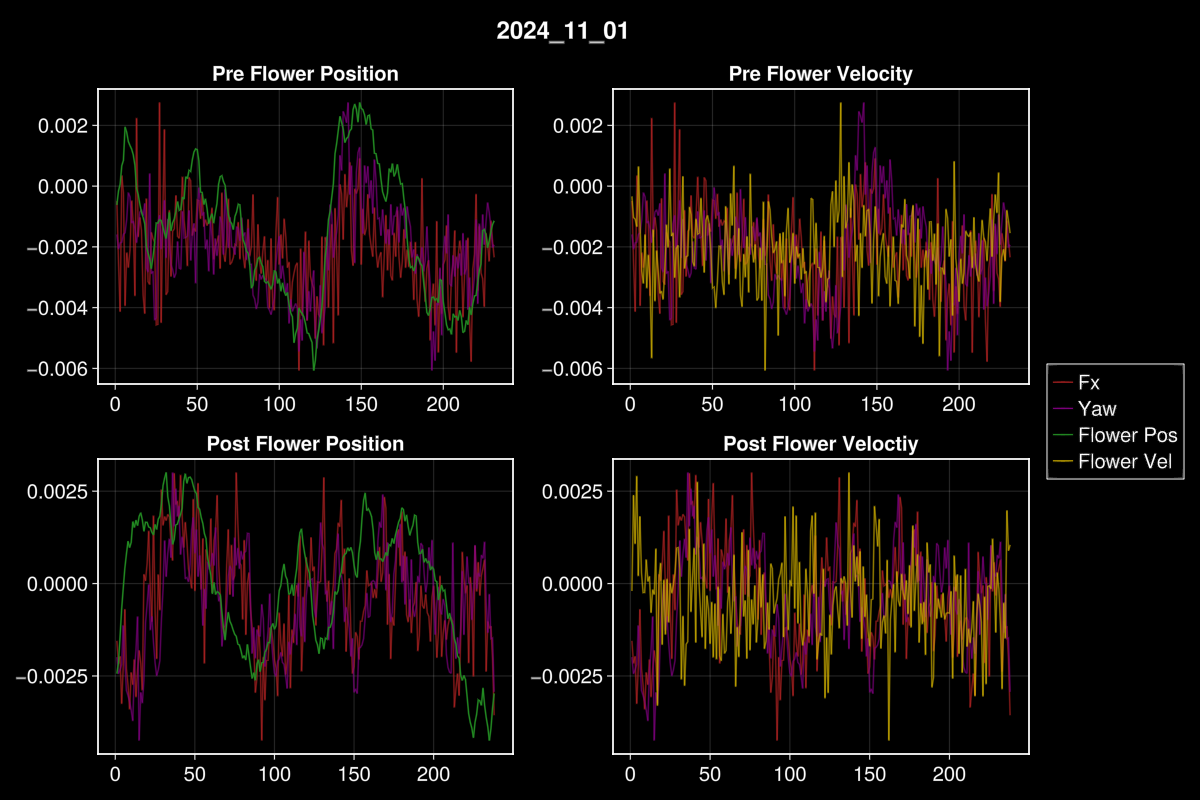 2024_11_01
Pre Flower Position
Pre Flower Velocity
0.002
0.000
−0.002
−0.004
−0.006
0 50 100 150 200
0.002
0.000
−0.002
−0.004
−0.006
0 50 100 150 200
Fx
Yaw
Flower Pos
Flower Vel
Post Flower Position
Post Flower Veloctiy
0.0025
0.0000
−0.0025
0 50 100 150 200
0.0025
0.0000
−0.0025
0 50 100 150 200